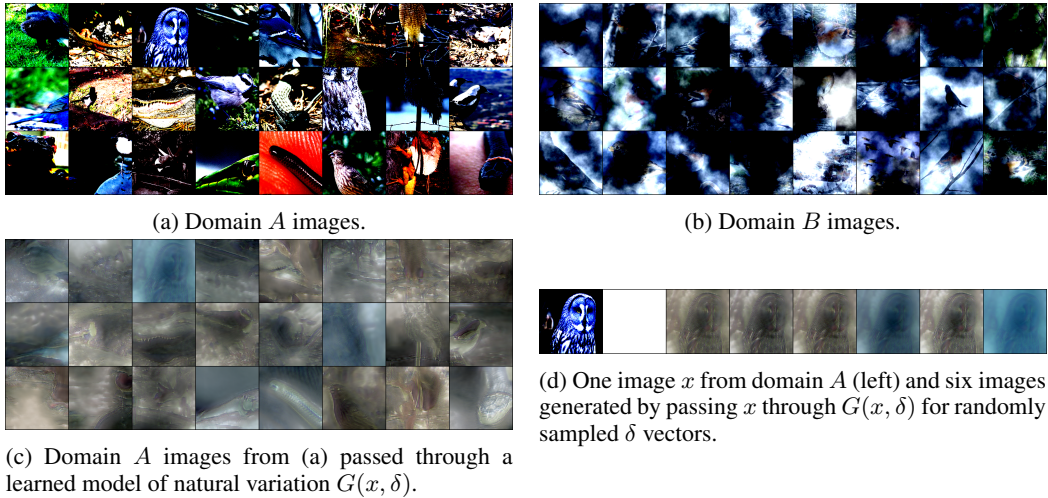 (a) Domain A images.
(b) Domain B images.
(c) Domain A images from (a) passed through a
learned model of natural variation G(x, δ).
(d) One image x from domain A (left) and six images
generated by passing x through G(x, δ) for randomly
sampled δ vectors.